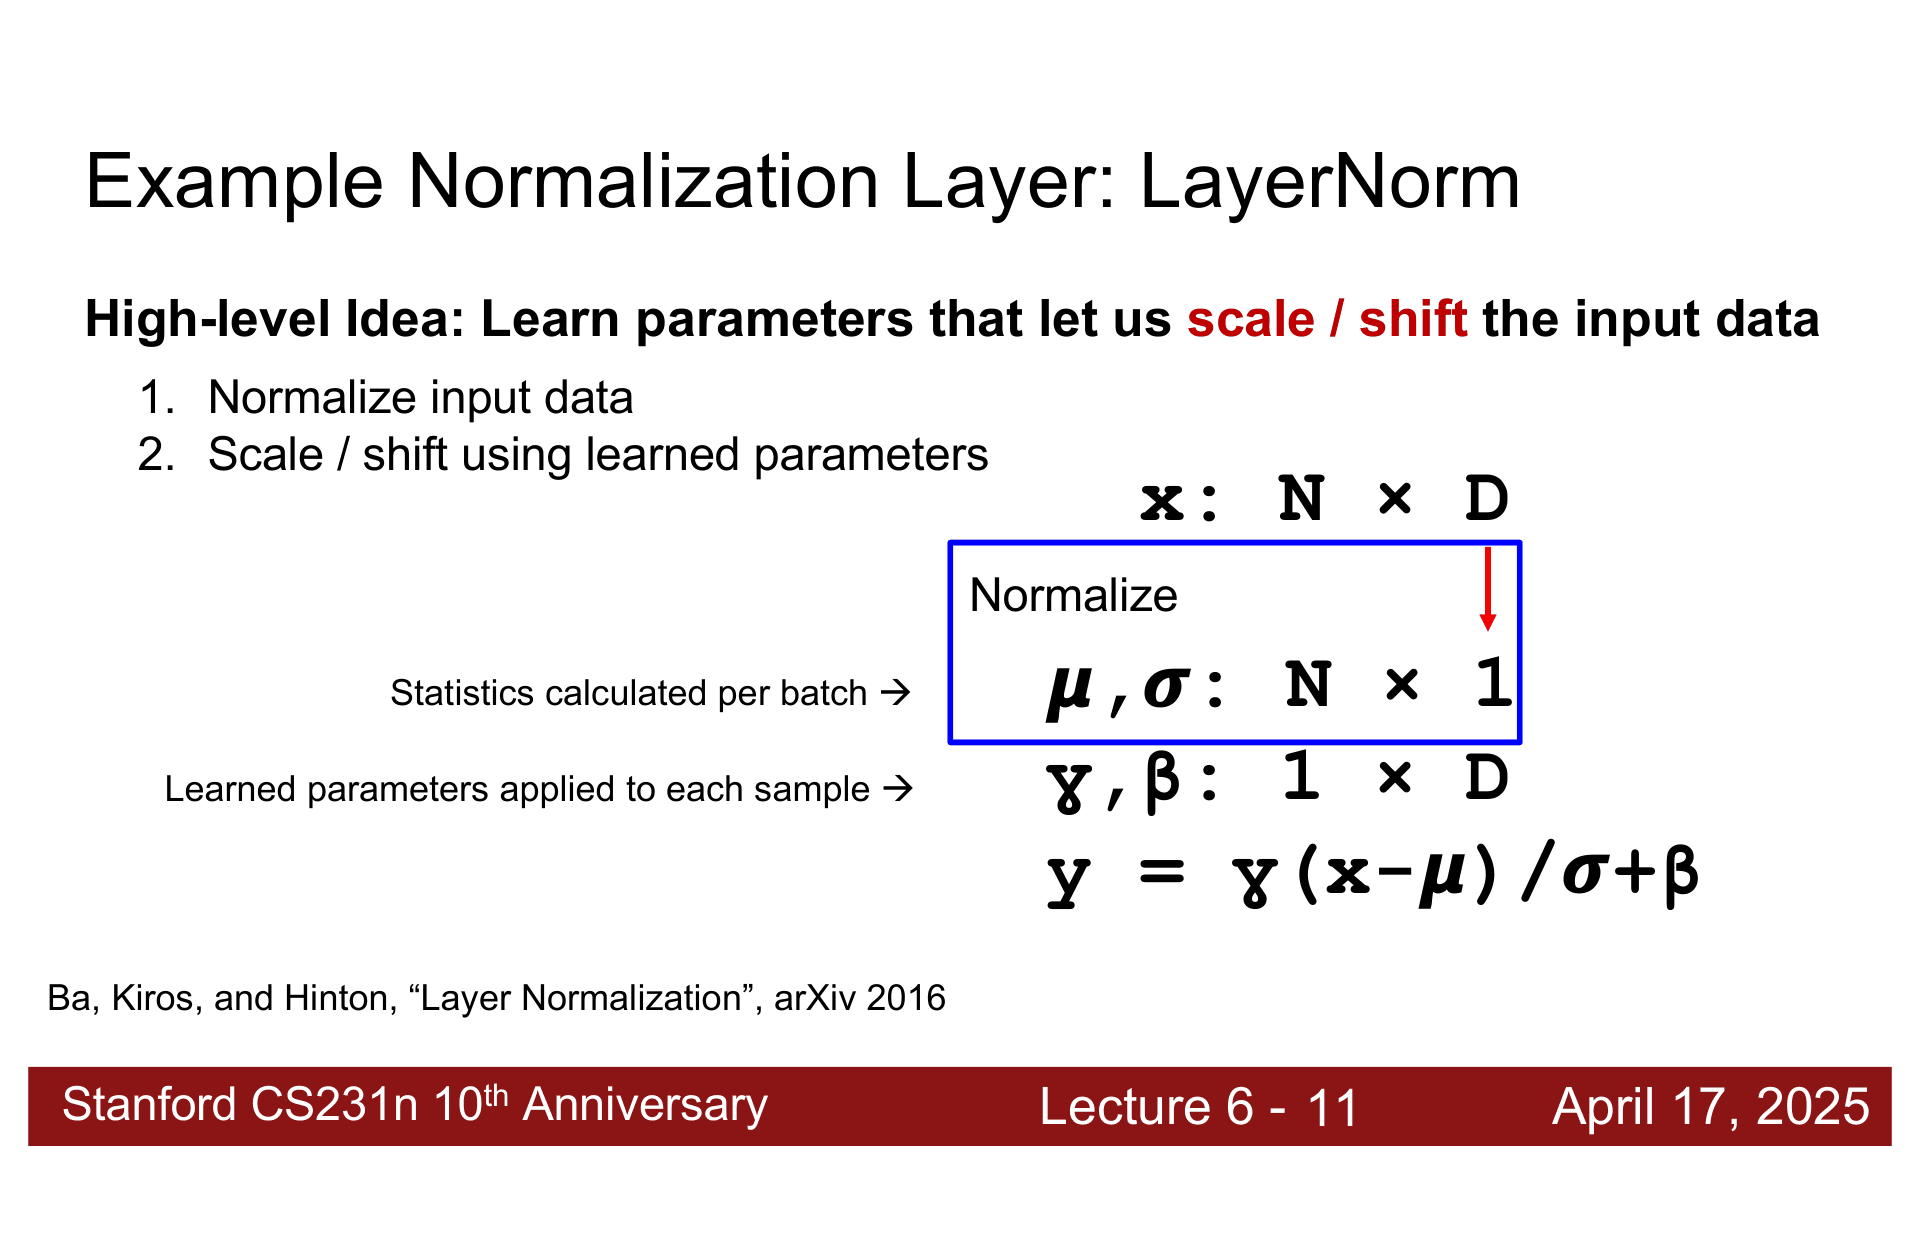 Example Normalization Layer: LayerNorm
High-level Idea: Learn parameters that let us scale / shift the input data
1. Normalize input data
2. Scale / shift using learned parameters
x: N × D
Normalize
Statistics calculated per batch → μ,σ: N × 1
Learned parameters applied to each sample → ɣ,β: 1 × D
y = ɣ(x-μ)/σ+β
Ba, Kiros, and Hinton, “Layer Normalization”, arXiv 2016
Stanford CS231n 10th Anniversary Lecture 6 - 11 April 17, 2025